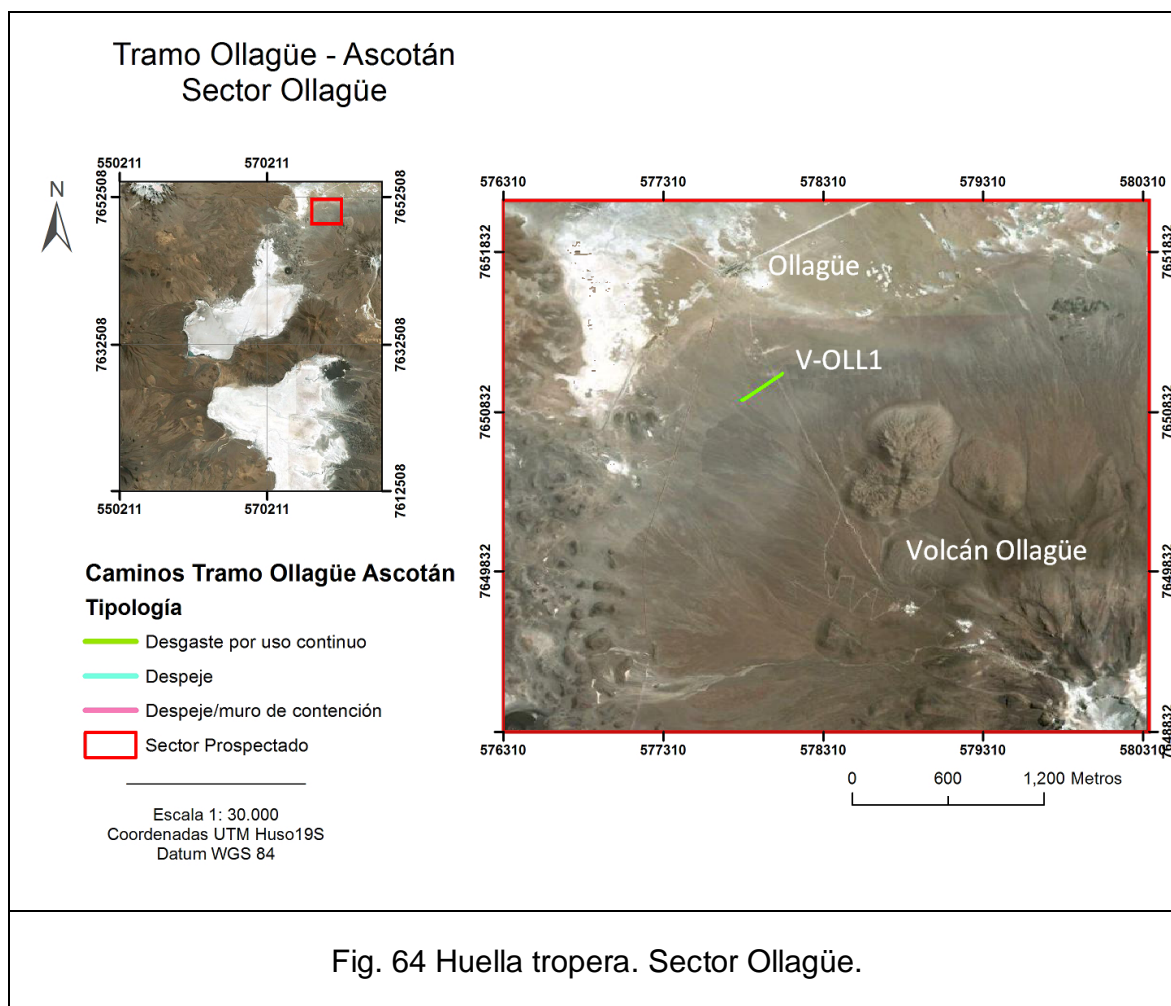 Tramo Ollagüe - Ascotán
Sector Ollagüe
N
550211 570211
7652508 7652508
7632508 7632508
7612508
550211 570211
576310 577310 578310 579310 580310
7651832 7651832
Ollagüe
V-OLL1
7650832 7650832
Volcán Ollagüe
7649832 7649832
7648832 7648832
576310 577310 578310 579310 580310
Caminos Tramo Ollagüe Ascotán
Tipología
Desgaste por uso continuo
Despeje
Despeje/muro de contención
Sector Prospectado
0 600 1,200 Metros
Escala 1: 30.000
Coordenadas UTM Huso19S
Datum WGS 84
Fig. 64 Huella tropera. Sector Ollagüe.